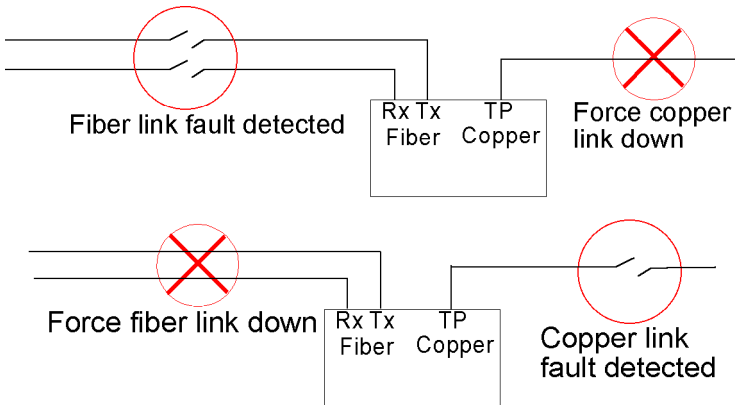 Fiber link fault detected
Rx Tx TP
Fiber Copper
Force copper
link down
Force fiber link down
Rx Tx TP
Fiber Copper
Copper link
fault detected